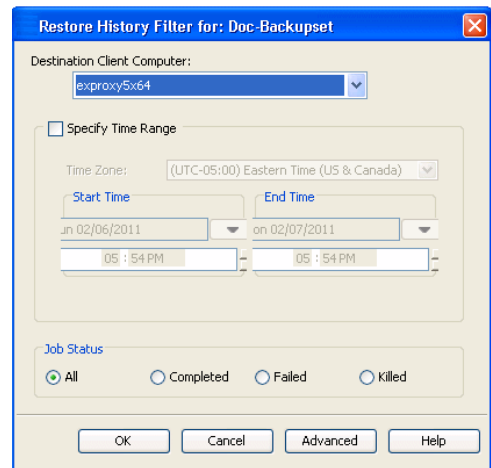 Restore History Filter for: Doc-Backupset
Destination Client Computer:
exproxy5x64
Specify Time Range
Time Zone: (UTC-05:00) Eastern Time (US & Canada)
Start Time End Time
un 02/06/2011 on 02/07/2011
05 : 54 PM 05 : 54 PM
Job Status
All Completed Failed Killed
OK Cancel Advanced Help